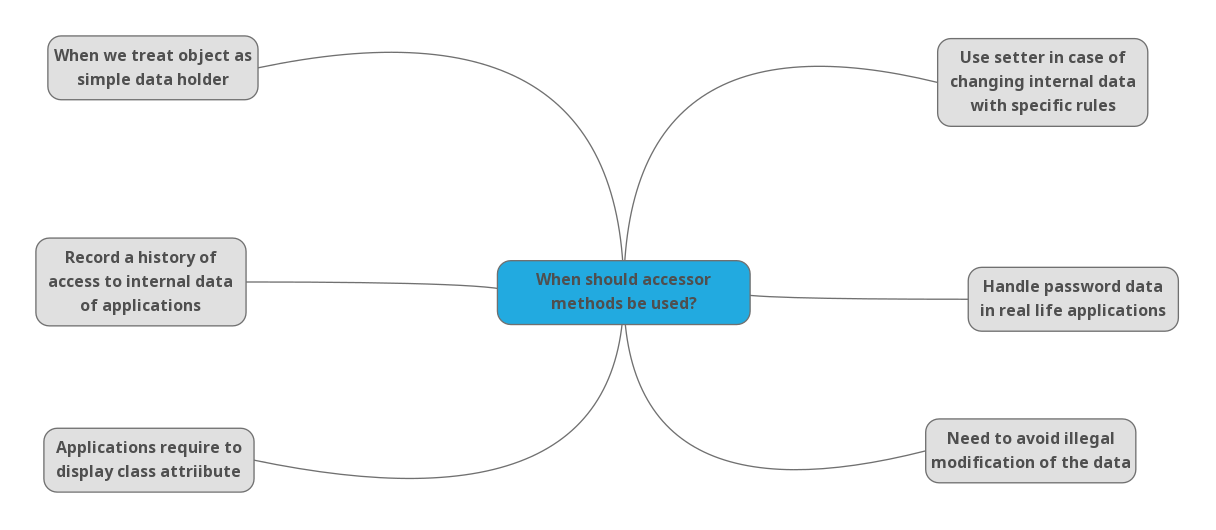 When we treat object as
simple data holder
Use setter in case of
changing internal data
with specific rules
Record a history of
access to internal data
of applications
When should accessor
methods be used?
Handle password data
in real life applications
Applications require to
display class attriibute
Need to avoid illegal
modification of the data